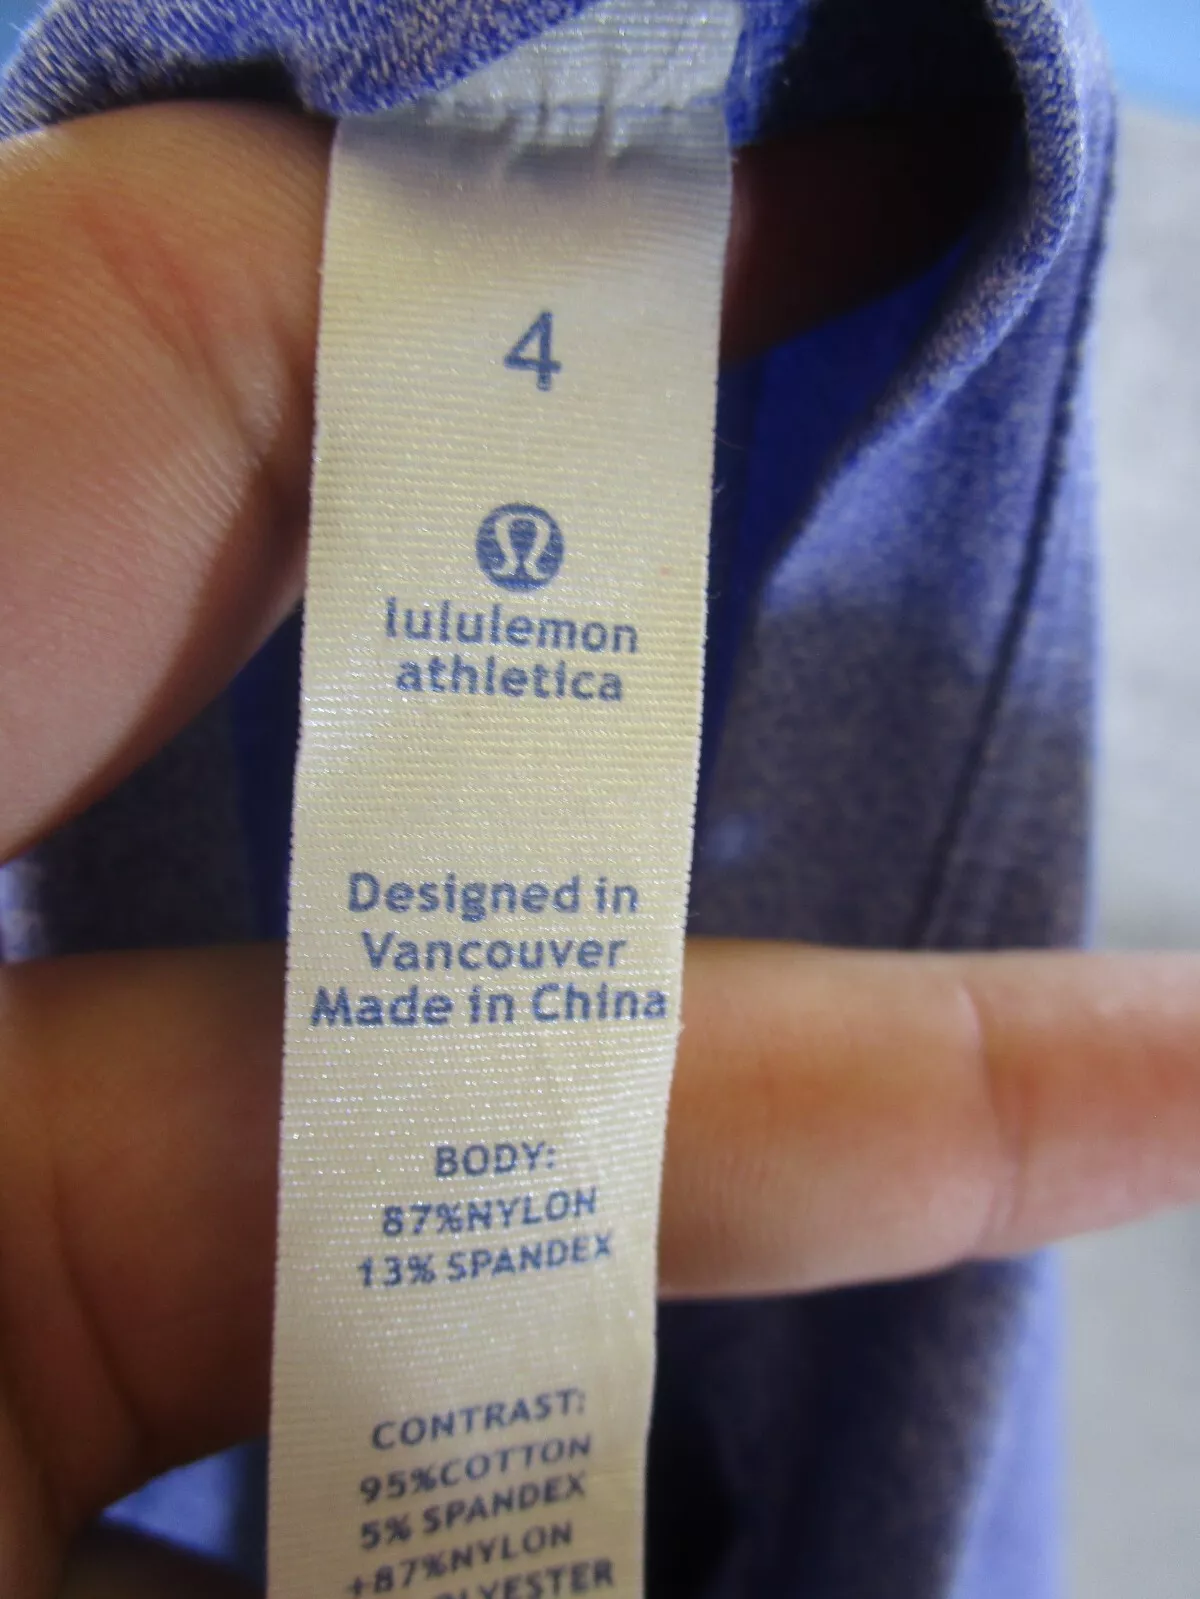 4
lululemon
athletica
Designed in
Vancouver
Made in China
BODY:
87%NYLON
13% SPANDEX
CONTRAST:
95%COTTON
5% SPANDEX
+87%NYLON